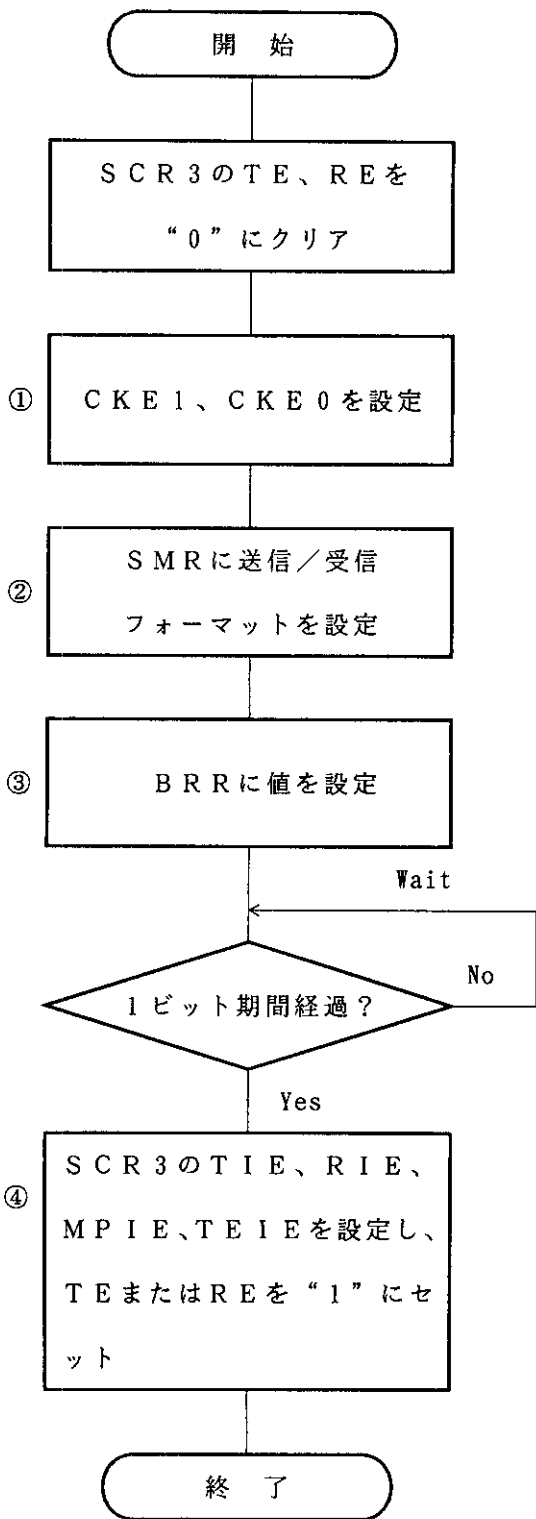 開 始
SCR3のTE、REを
“0”にクリア
① CKE1、CKE0を設定
② SMRに送信／受信
フォーマットを設定
③ BRRに値を設定
Wait
No
1ビット期間経過？
Yes
④ SCR3のTIE、RIE、
MPIE、TEIEを設定し、
TEまたはREを“1”にセ
ット
終 了